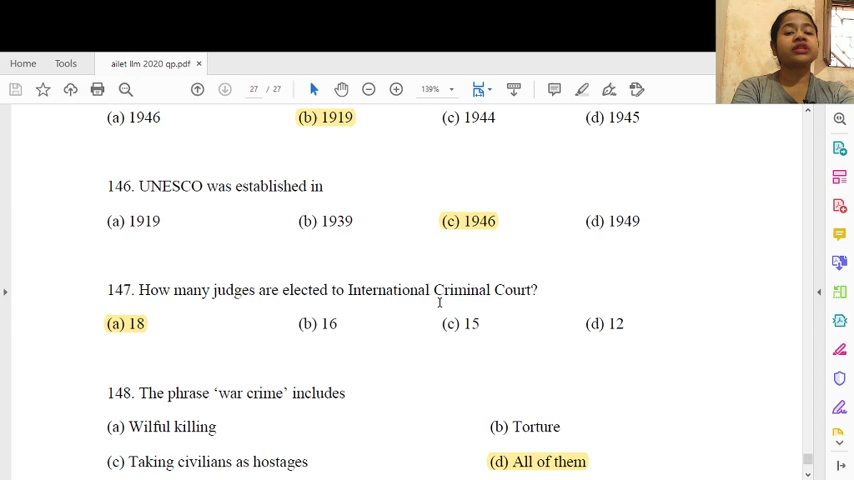 Home Tools ailet llm 2020 qp.pdf ×
27 / 27 139%
(a) 1946 (b) 1919 (c) 1944 (d) 1945
146. UNESCO was established in
(a) 1919 (b) 1939 (c) 1946 (d) 1949
147. How many judges are elected to International Criminal Court?
(a) 18 (b) 16 (c) 15 (d) 12
148. The phrase ‘war crime’ includes
(a) Wilful killing (b) Torture
(c) Taking civilians as hostages (d) All of them